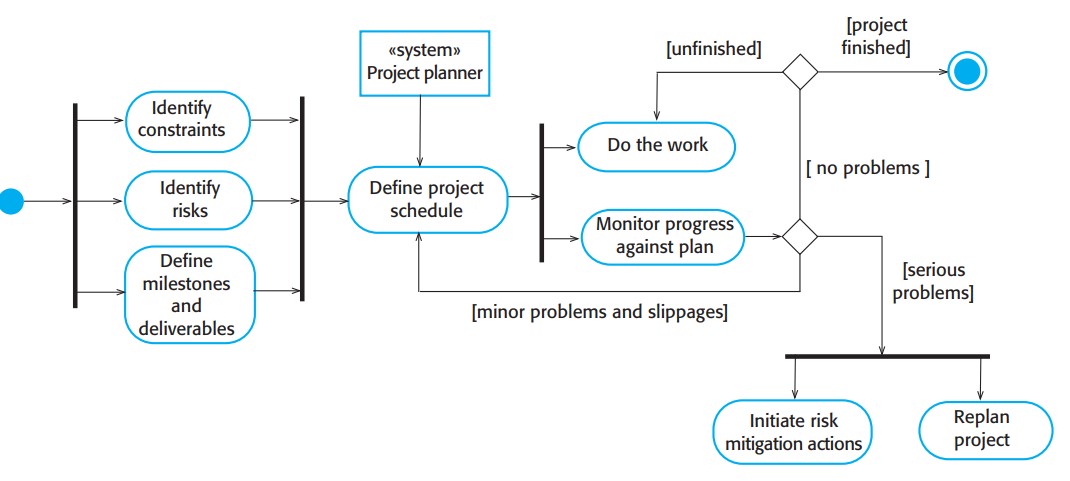 Identify
constraints
Identify
risks
Define
milestones
and
deliverables
«system»
Project planner
Define project
schedule
Do the work
Monitor progress
against plan
[unfinished]
[project
finished]
[ no problems ]
[minor problems and slippages]
[serious
problems]
Initiate risk
mitigation actions
Replan
project